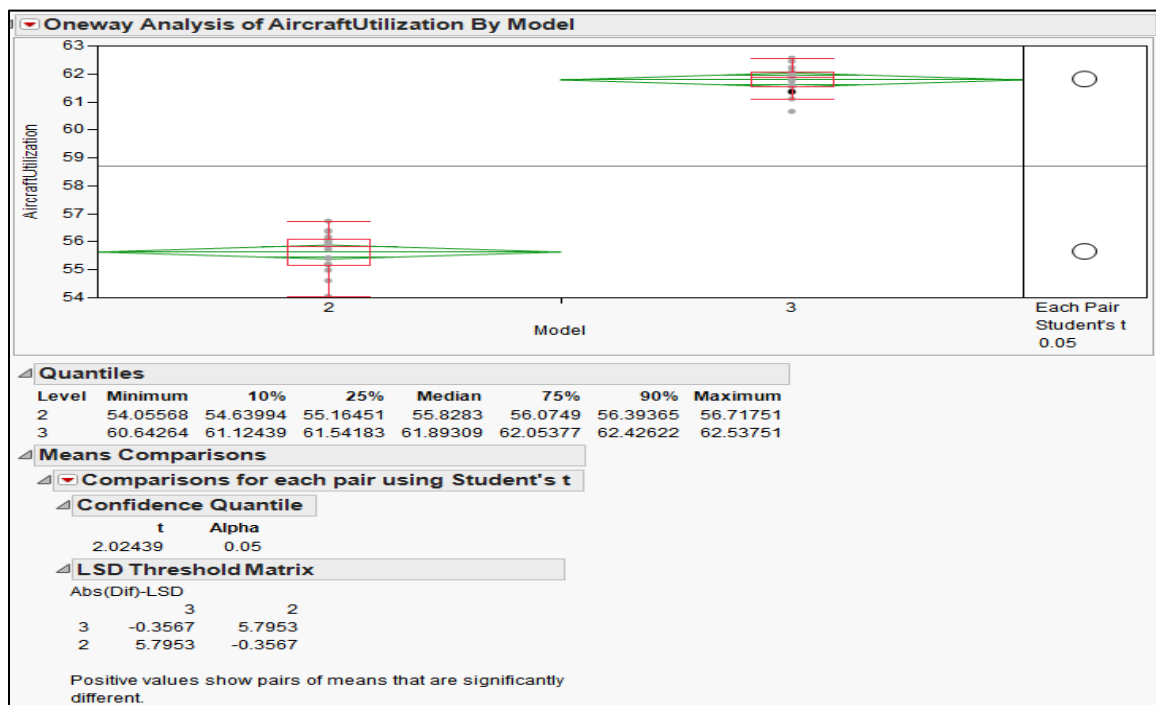 Oneway Analysis of AircraftUtilization By Model
63
62
61
60
59
58
57
56
55
54
AircraftUtilization
2 3
Model
Each Pair
Student's t
0.05
Quantiles
Level Minimum 10% 25% Median 75% 90% Maximum
2 54.05568 54.63994 55.16451 55.8283 56.0749 56.39365 56.71751
3 60.64264 61.12439 61.54183 61.89309 62.05377 62.42622 62.53751
Means Comparisons
Comparisons for each pair using Student's t
Confidence Quantile
t Alpha
2.02439 0.05
LSD Threshold Matrix
Abs(Dif)-LSD
3 2
3 -0.3567 5.7953
2 5.7953 -0.3567
Positive values show pairs of means that are significantly
different.